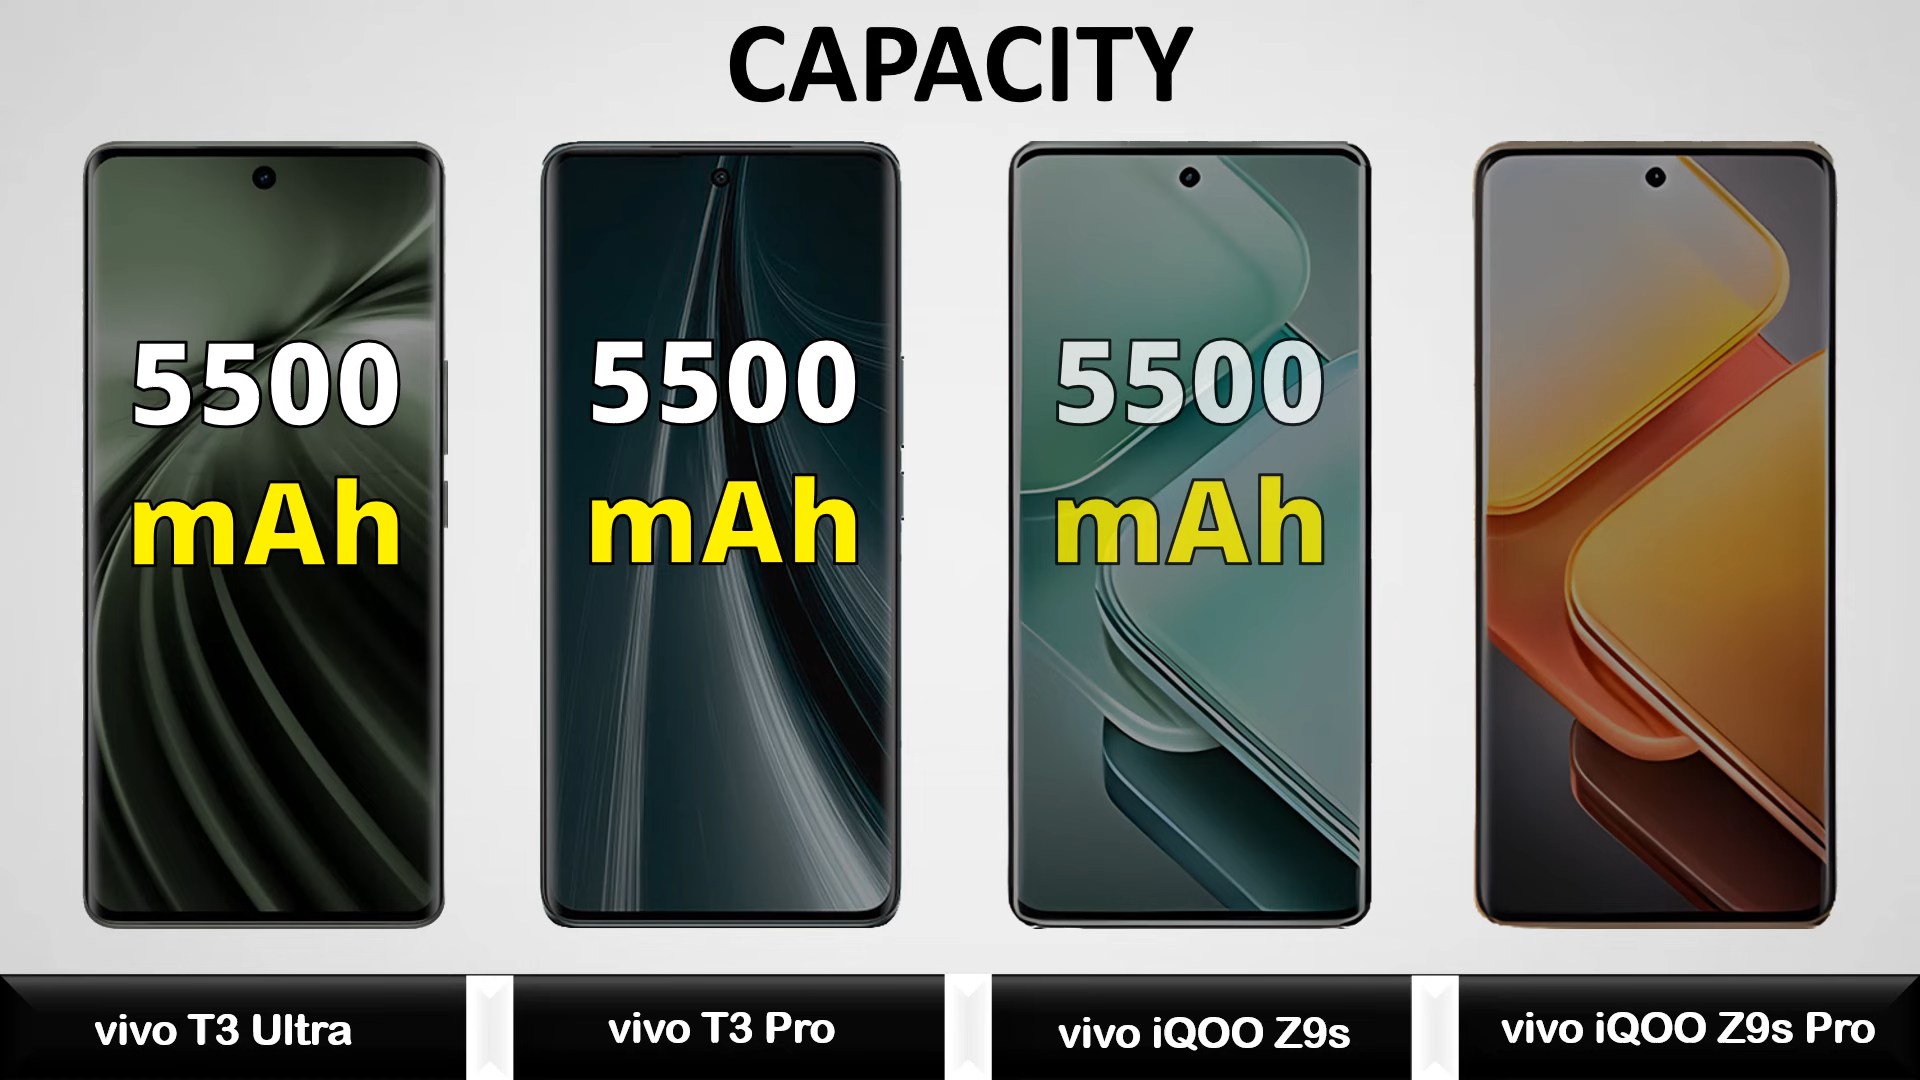 CAPACITY
5500
mAh
5500
mAh
5500
mAh
vivo T3 Ultra
vivo T3 Pro
vivo iQOO Z9s
vivo iQOO Z9s Pro